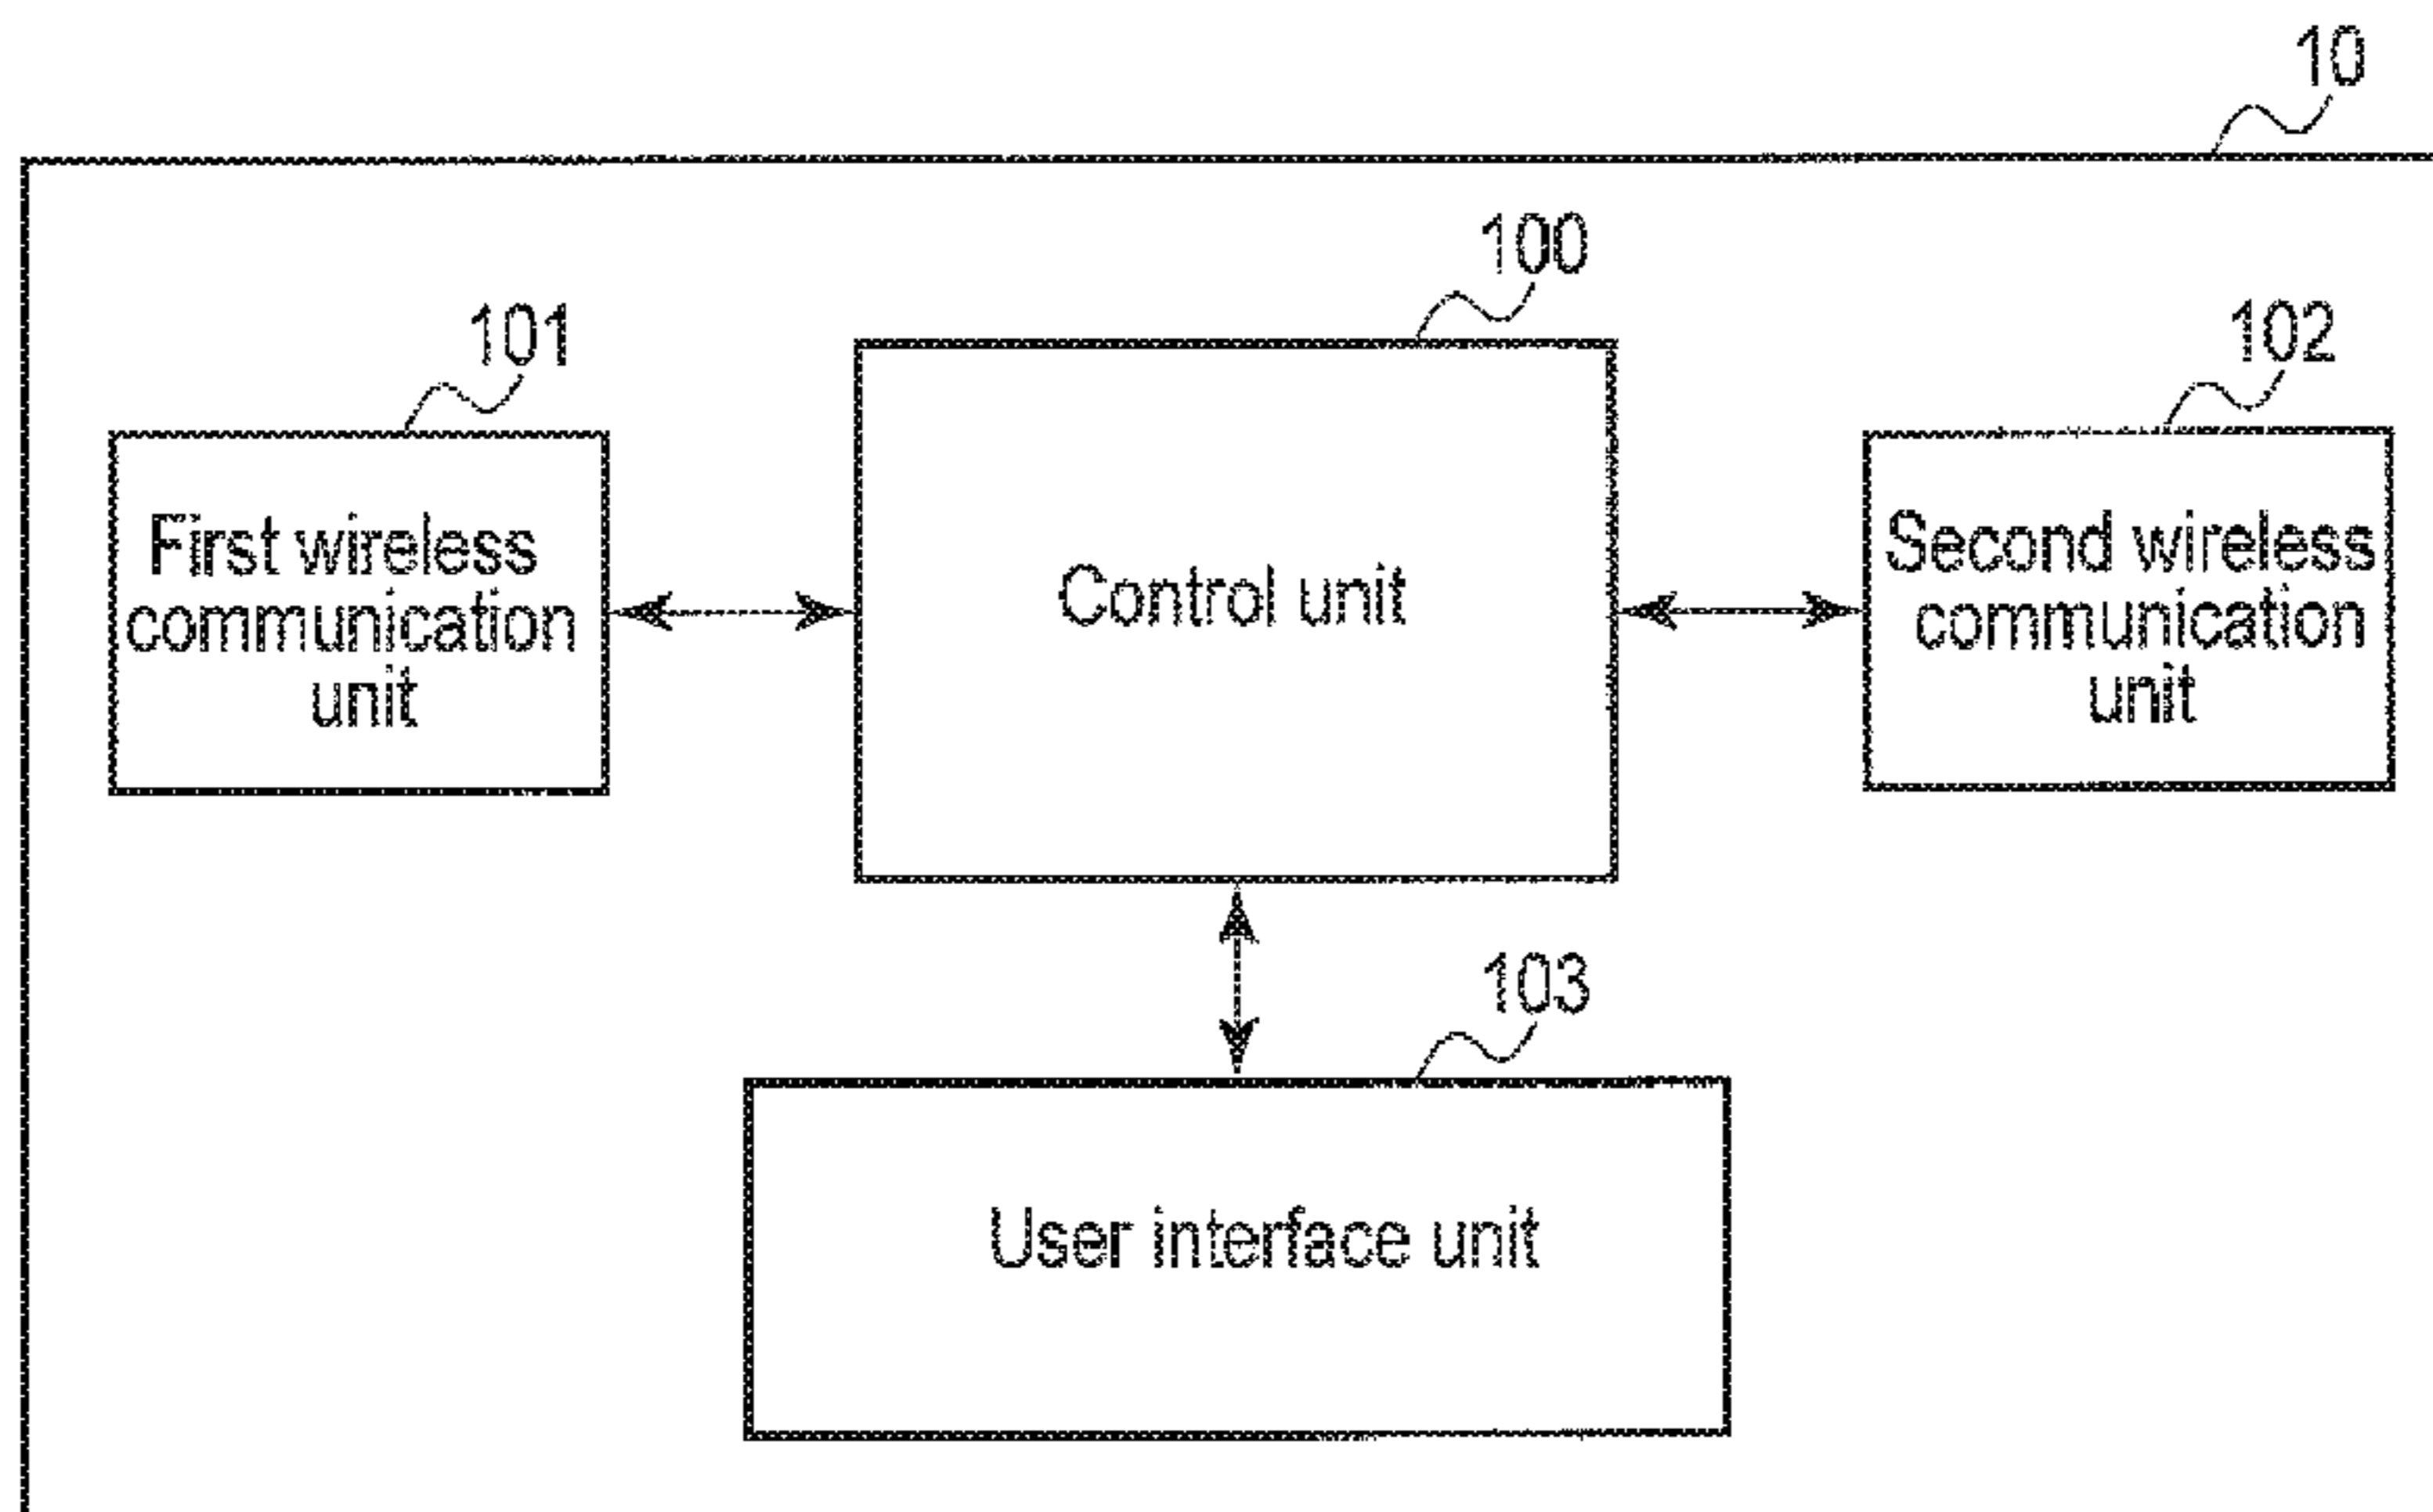 10
100
101
102
First wireless
communication
unit
Control unit
Second wireless
communication
unit
103
User interface unit